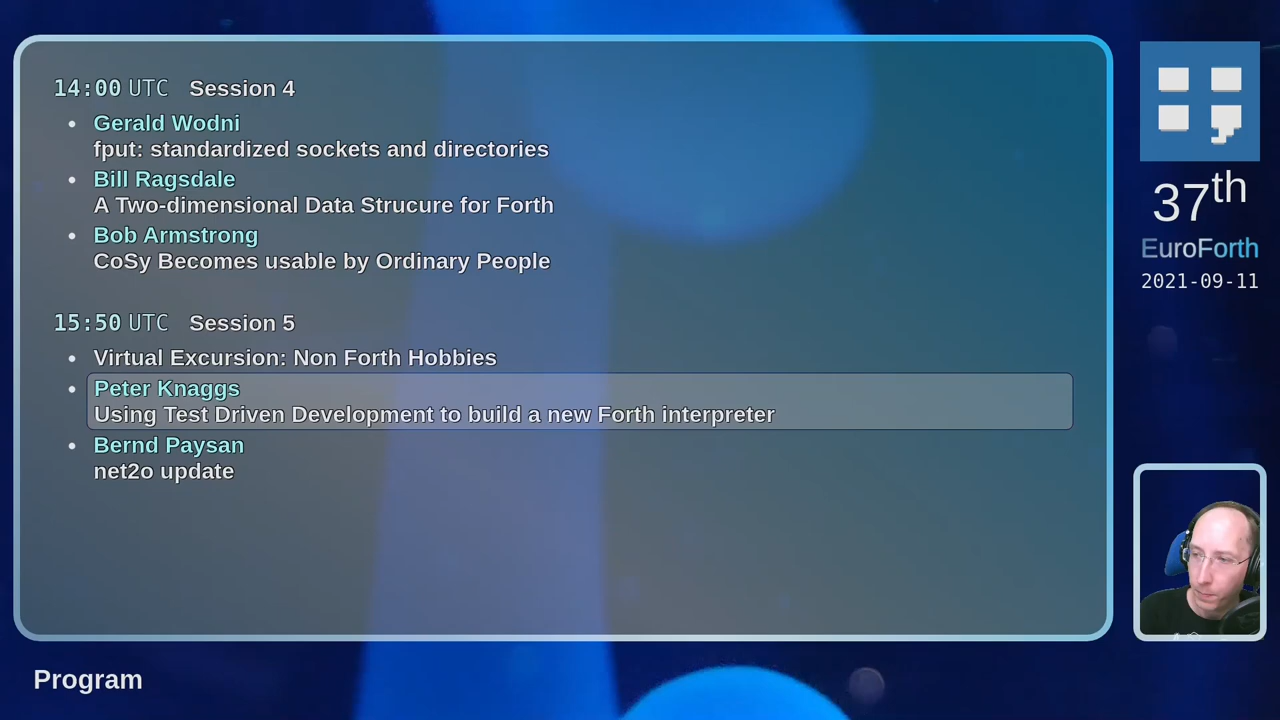 14:00 UTC Session 4
• Gerald Wodni
fput: standardized sockets and directories
• Bill Ragsdale
A Two-dimensional Data Strucure for Forth
• Bob Armstrong
CoSy Becomes usable by Ordinary People
15:50 UTC Session 5
• Virtual Excursion: Non Forth Hobbies
• Peter Knaggs
Using Test Driven Development to build a new Forth interpreter
• Bernd Paysan
net2o update
37th
EuroForth
2021-09-11
Program